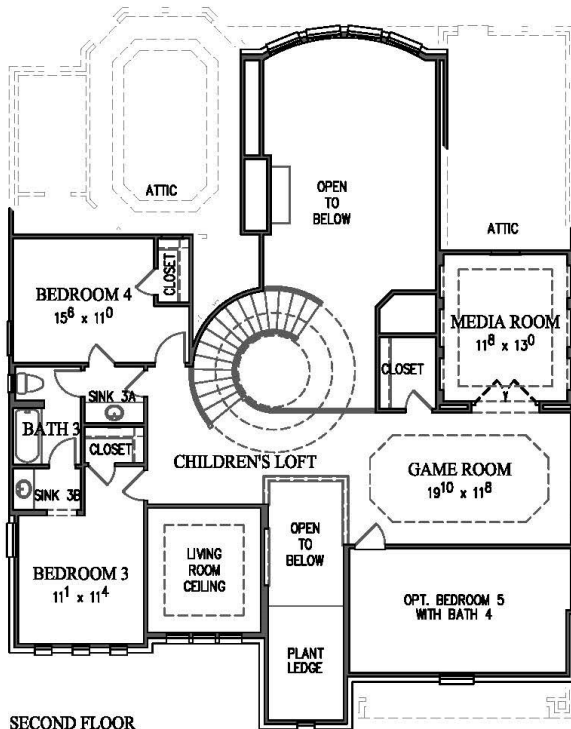 ATTIC
OPEN
TO
BELOW
ATTIC
BEDROOM 4
15⁶ x 11⁰
CLOSET
MEDIA ROOM
11⁸ x 13⁰
CLOSET
SINK 3A
BATH 3
CLOSET
CHILDREN'S LOFT
GAME ROOM
19¹⁰ x 11⁸
SINK 3B
OPEN
TO
BELOW
LIVING
ROOM
CEILING
BEDROOM 3
11¹ x 11⁴
OPT. BEDROOM 5
WITH BATH 4
PLANT
LEDGE
SECOND FLOOR